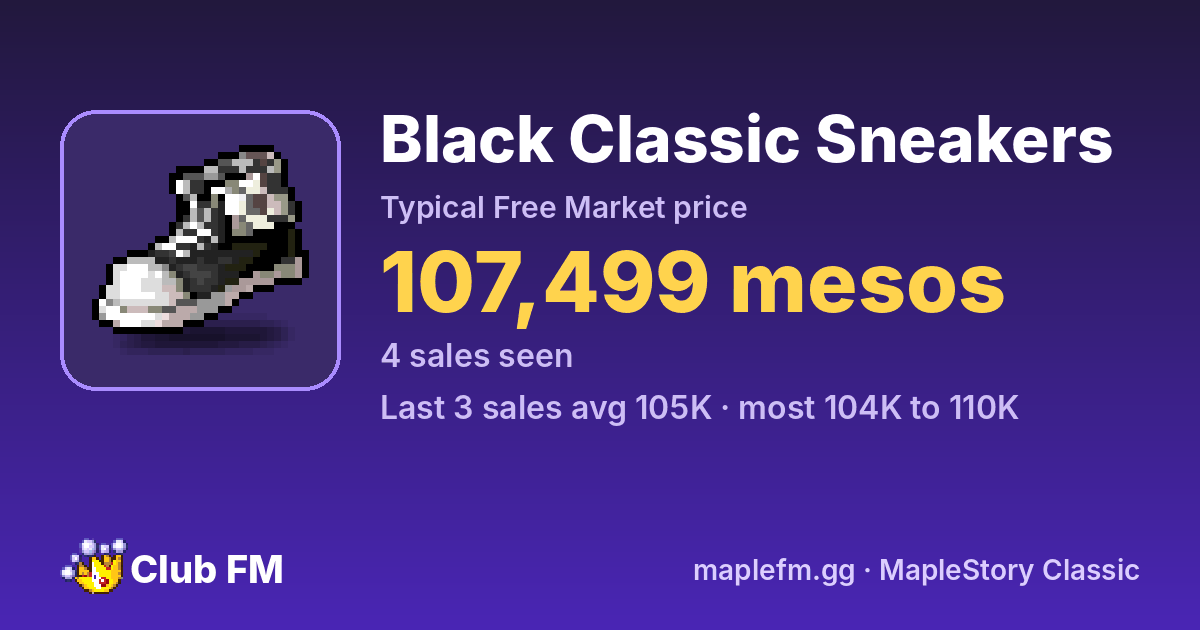 Black Classic Sneakers
Typical Free Market price
107,499 mesos
4 sales seen
Last 3 sales avg 105K · most 104K to 110K
Club FM
maplefm.gg · MapleStory Classic